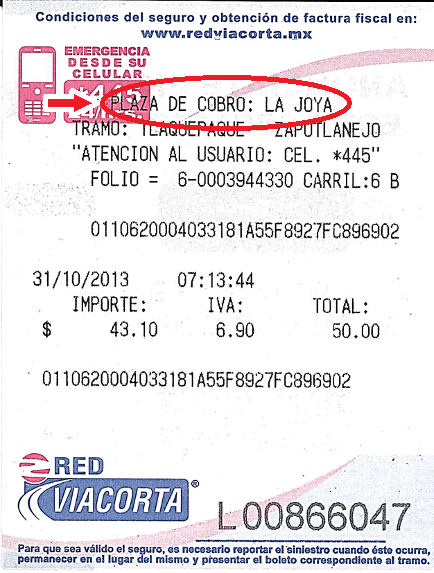 Condiciones del seguro y obtención de factura fiscal en:
www.redviacorta.mx
EMERGENCIA
DESDE SU
CELULAR
*445
PLAZA DE COBRO: LA JOYA
TRAMO: TLAQUEPAQUE ZAPOTLANEJO
"ATENCION AL USUARIO: CEL. *445"
FOLIO = 6-0003944330 CARRIL:6 B
0110620004033181A55F8927FC896902
31/10/2013 07:13:44
IMPORTE: IVA: TOTAL:
$ 43.10 6.90 50.00
0110620004033181A55F8927FC896902
RED
VIACORTA®
L00866047
Para que sea válido el seguro, es necesario reportar el siniestro cuando éste ocurra,
permanecer en el lugar del mismo y presentar el boleto correspondiente al tramo.